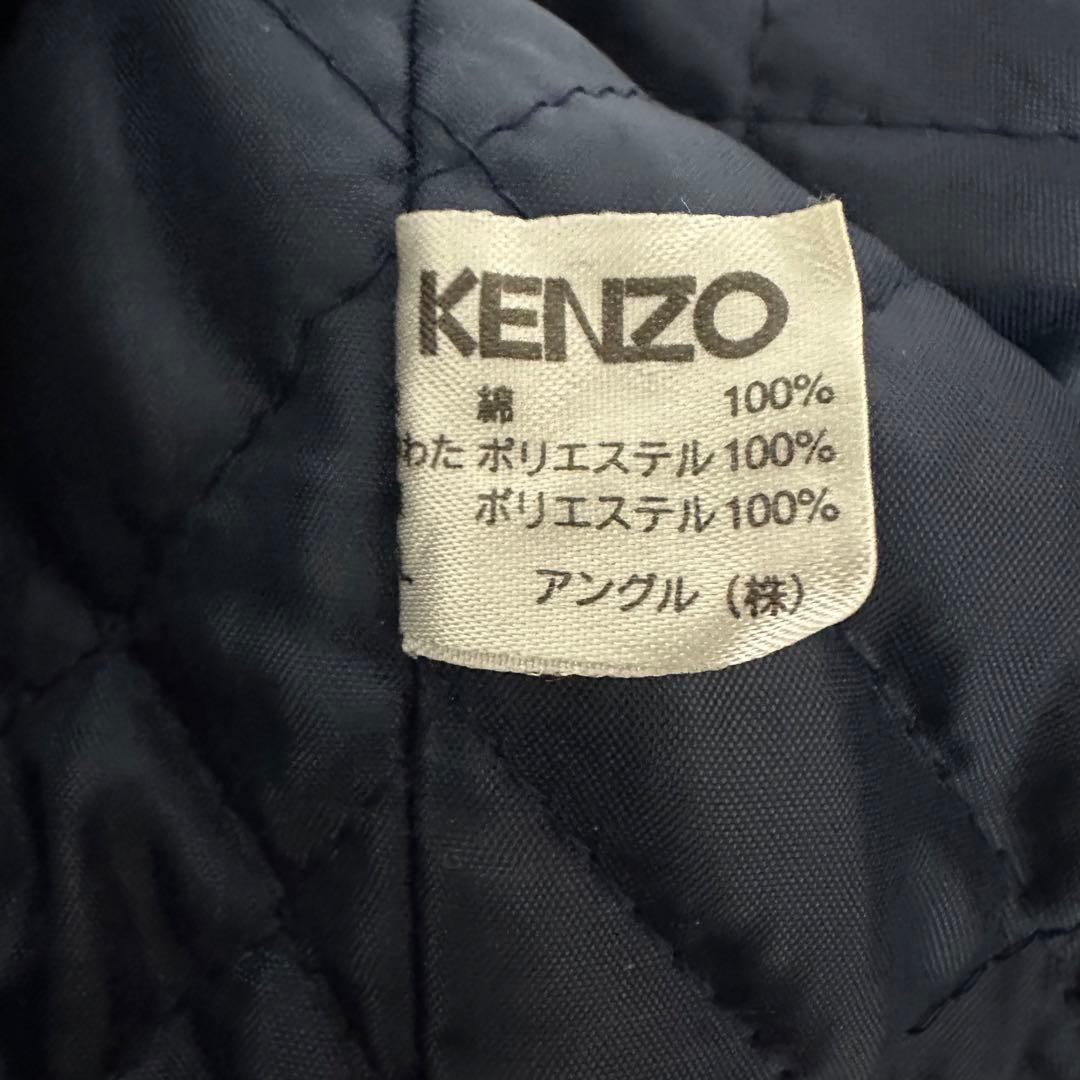 KENZO
綿 100%
わた ポリエステル 100%
ポリエステル 100%
アングル (株)